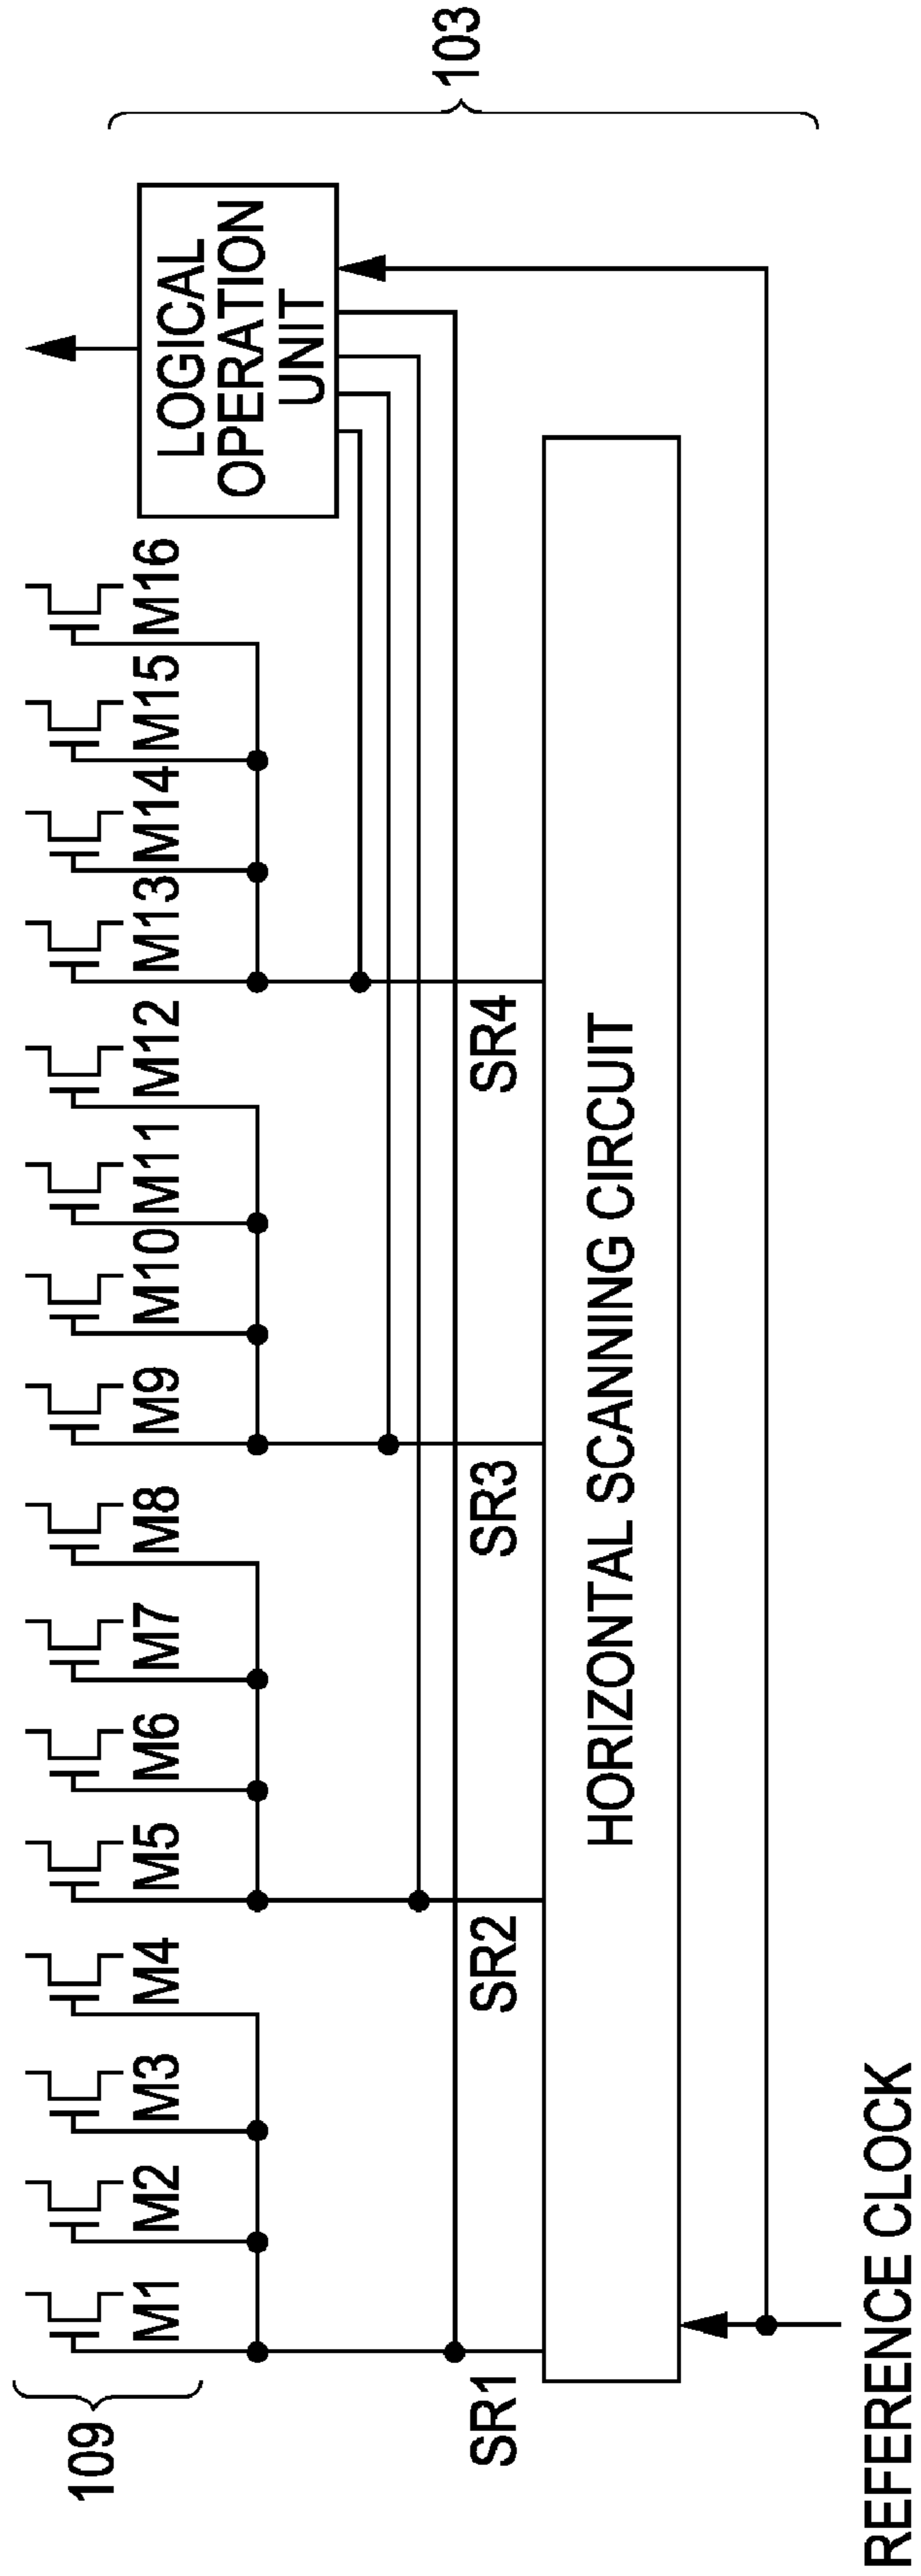 109
M1 M2 M3 M4 M5 M6 M7 M8 M9 M10 M11 M12 M13 M14 M15 M16
LOGICAL
OPERATION
UNIT
103
SR1 SR2 SR3 SR4
HORIZONTAL SCANNING CIRCUIT
REFERENCE CLOCK